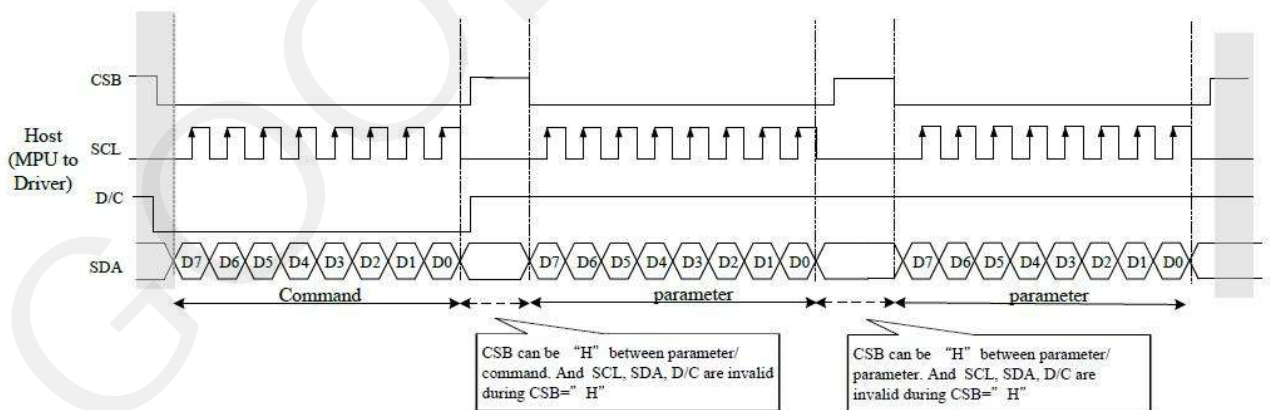 CSB
Host
(MPU to
Driver)
SCL
D/C
SDA
D7 D6 D5 D4 D3 D2 D1 D0
D7 D6 D5 D4 D3 D2 D1 D0
D7 D6 D5 D4 D3 D2 D1 D0
Command
parameter
parameter
CSB can be “H” between parameter/
command. And SCL, SDA, D/C are invalid
during CSB=”H”
CSB can be “H” between parameter/
parameter. And SCL, SDA, D/C are
invalid during CSB=”H”